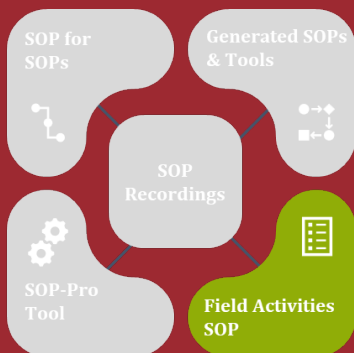 SOP for
SOPs
Generated SOPs
& Tools
SOP
Recordings
SOP-Pro
Tool
Field Activities
SOP